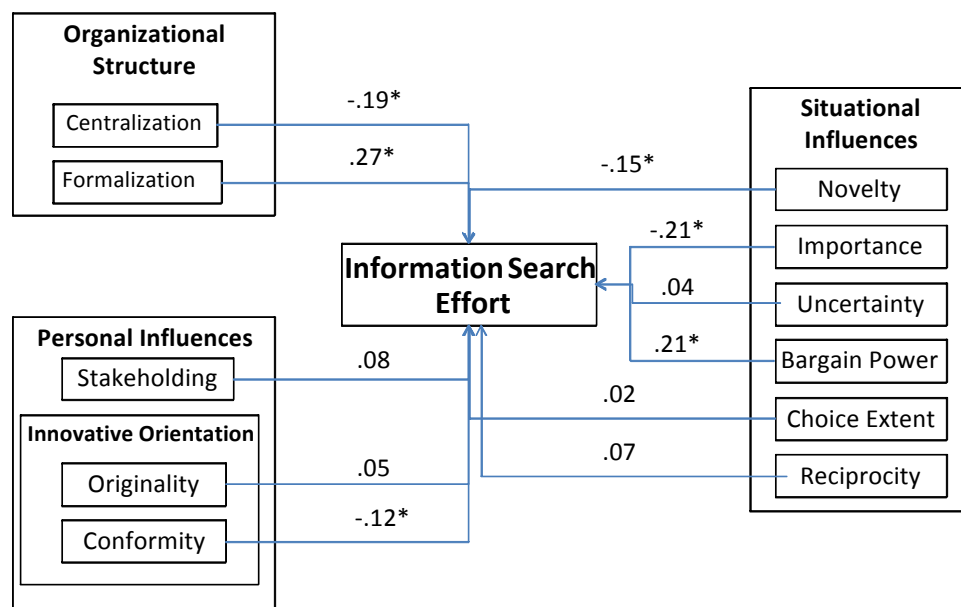 Organizational
Structure
Centralization
Formalization
-.19*
.27*
Situational
Influences
-.15*
Novelty
-.21*
Importance
.04
Uncertainty
.21*
Bargain Power
.02
Choice Extent
.07
Reciprocity
Information Search
Effort
Personal Influences
Stakeholding
.08
Innovative Orientation
Originality
.05
Conformity
-.12*